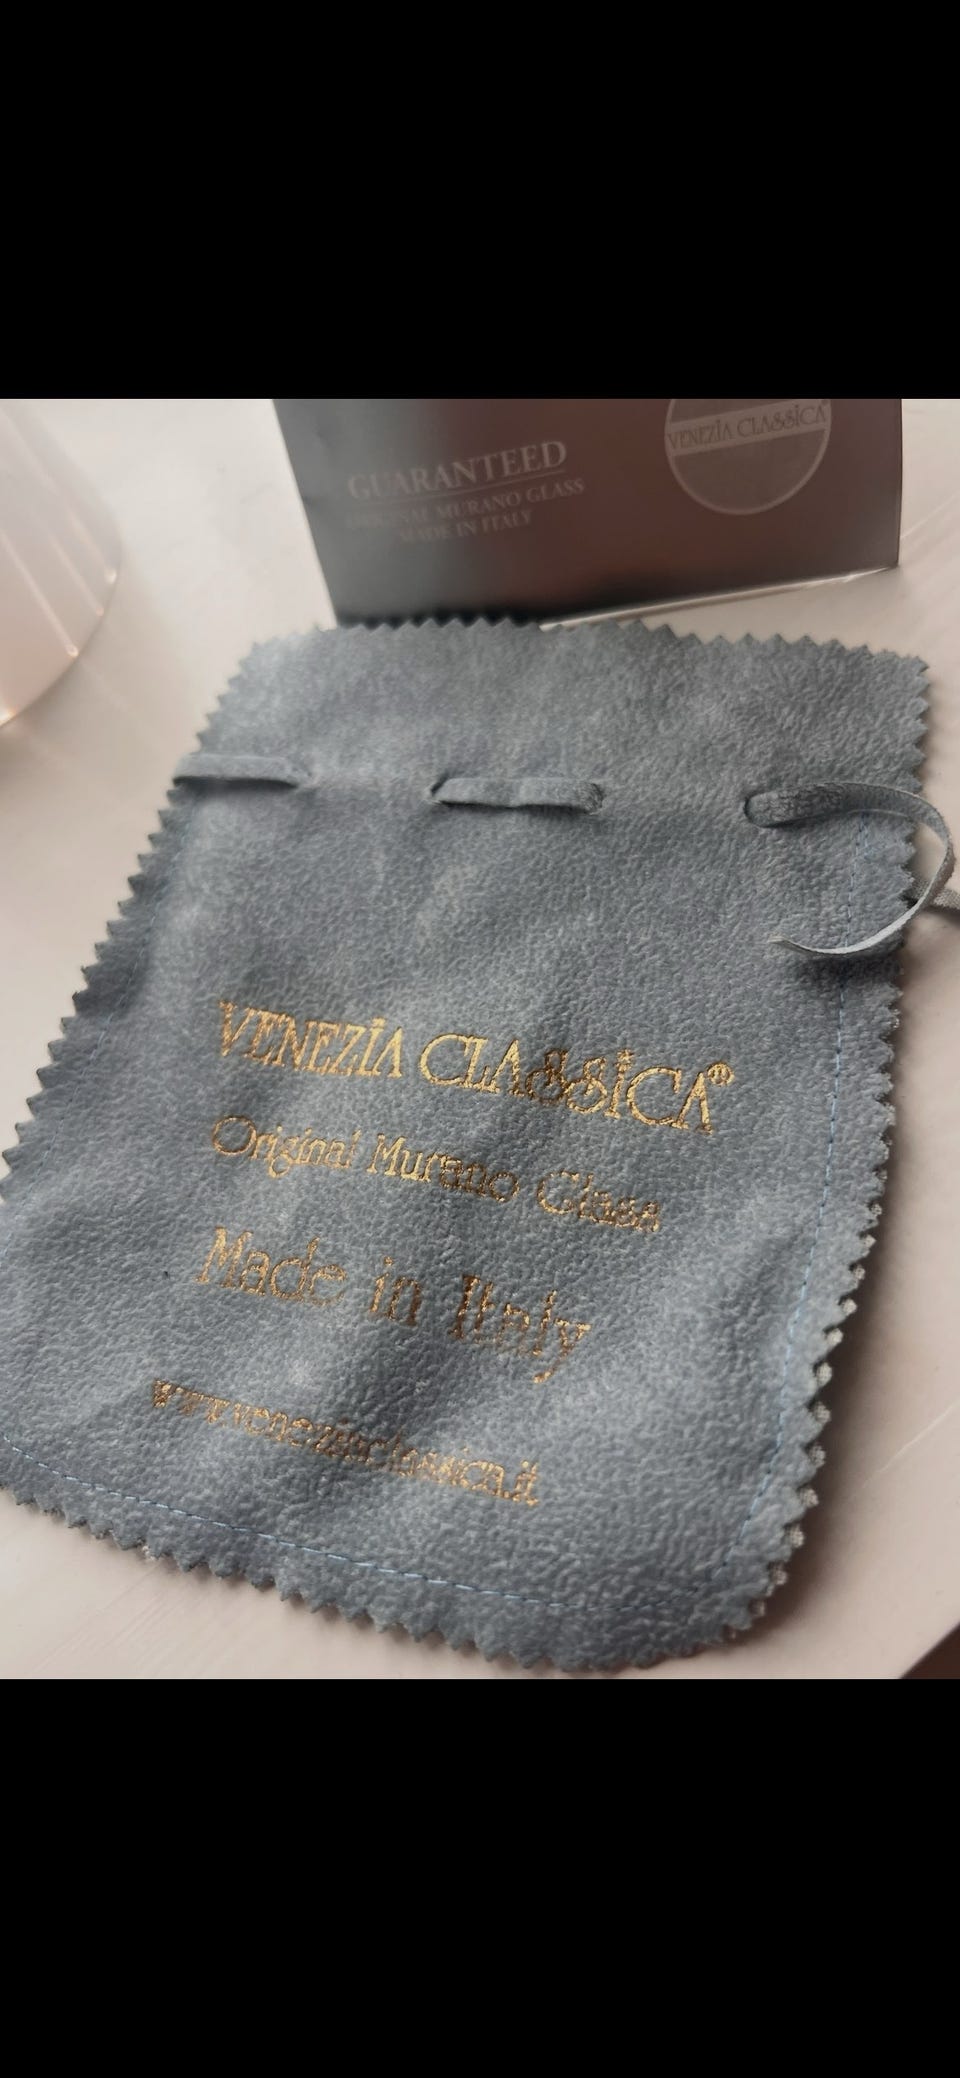 GUARANTEED
ORIGINAL MURANO GLASS
MADE IN ITALY
VENEZIA CLASSICA®
VENEZIA CLASSICA®
Original Murano Glass
Made in Italy
www.veneziaclassica.it